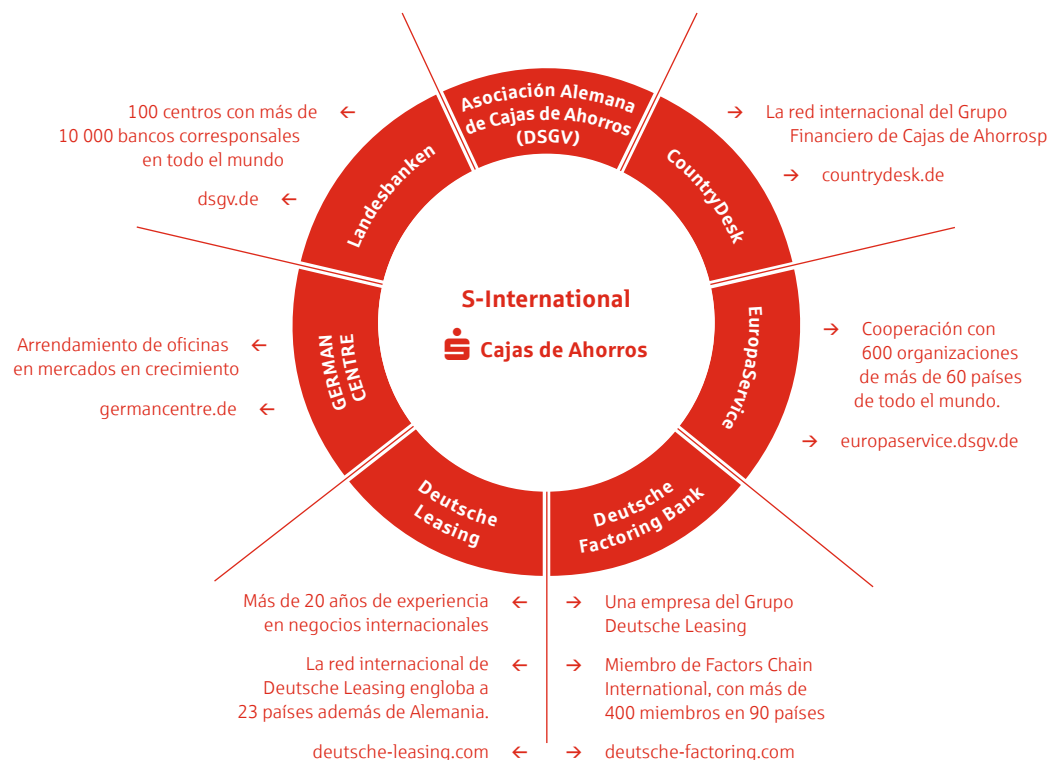 Asociación Alemana
de Cajas de Ahorros
(DSGV)
100 centros con más de
10 000 bancos corresponsales
en todo el mundo
dsgv.de
Landesbanken
CountryDesk
La red internacional del Grupo
Financiero de Cajas de Ahorrosp
countrydesk.de
S-International
Cajas de Ahorros
Arrendamiento de oficinas
en mercados en crecimiento
germancentre.de
GERMAN
CENTRE
EuropaService
Cooperación con
600 organizaciones
de más de 60 países
de todo el mundo.
europaservice.dsgv.de
Deutsche
Leasing
Deutsche
Factoring Bank
Más de 20 años de experiencia
en negocios internacionales
La red internacional de
Deutsche Leasing engloba a
23 países además de Alemania.
deutsche-leasing.com
Una empresa del Grupo
Deutsche Leasing
Miembro de Factors Chain
International, con más de
400 miembros en 90 países
deutsche-factoring.com